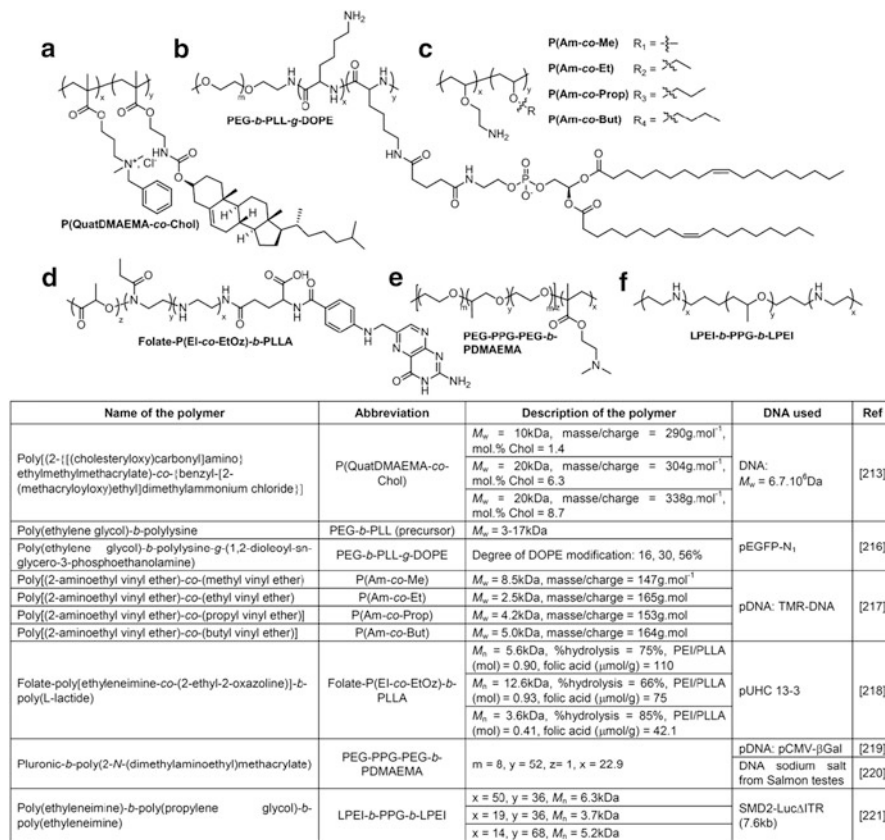 a
b
c
NH2
P(Am-co-Me) R1 =
P(Am-co-Et) R2 =
P(Am-co-Prop) R3 =
P(Am-co-But) R4 =
PEG-b-PLL-g-DOPE
P(QuatDMAEMA-co-Chol)
d
e
f
Folate-P(EI-co-EtOz)-b-PLLA
PEG-PPG-PEG-b-
PDMAEMA
LPEI-b-PPG-b-LPEI
Name of the polymer Abbreviation Description of the polymer DNA used Ref
Poly[(2-{[(cholesteryloxy)carbonyl]amino}
ethylmethylmethacrylate)-co-{benzyl-[2-
(methacryloyloxy)ethyl]dimethylammonium chloride}]
P(QuatDMAEMA-co-
Chol)
Mw = 10kDa, masse/charge = 290g.mol-1,
mol.% Chol = 1.4
Mw = 20kDa, masse/charge = 304g.mol-1,
mol.% Chol = 6.3
Mw = 20kDa, masse/charge = 338g.mol-1,
mol.% Chol = 8.7
DNA:
Mw = 6.7.10^6Da
[213]
Poly(ethylene glycol)-b-polylysine PEG-b-PLL (precursor) Mw = 3-17kDa
Poly(ethylene glycol)-b-polylysine-g-(1,2-dioleoyl-sn-
glycero-3-phosphoethanolamine)
PEG-b-PLL-g-DOPE Degree of DOPE modification: 16, 30, 56%
pEGFP-N1 [216]
Poly[(2-aminoethyl vinyl ether)-co-(methyl vinyl ether) P(Am-co-Me) Mw = 8.5kDa, masse/charge = 147g.mol-1
Poly[(2-aminoethyl vinyl ether)-co-(ethyl vinyl ether) P(Am-co-Et) Mw = 2.5kDa, masse/charge = 165g.mol
Poly[(2-aminoethyl vinyl ether)-co-(propyl vinyl ether)] P(Am-co-Prop) Mw = 4.2kDa, masse/charge = 153g.mol
Poly[(2-aminoethyl vinyl ether)-co-(butyl vinyl ether)] P(Am-co-But) Mw = 5.0kDa, masse/charge = 164g.mol
pDNA: TMR-DNA [217]
Folate-poly[ethyleneimine-co-(2-ethyl-2-oxazoline)]-b-
poly(L-lactide)
Folate-P(EI-co-EtOz)-b-
PLLA
Mn = 5.6kDa, %hydrolysis = 75%, PEI/PLLA
(mol) = 0.90, folic acid (μmol/g) = 110
Mn = 12.6kDa, %hydrolysis = 66%, PEI/PLLA
(mol) = 0.93, folic acid (μmol/g) = 75
Mn = 3.6kDa, %hydrolysis = 85%, PEI/PLLA
(mol) = 0.41, folic acid (μmol/g) = 42.1
pUHC 13-3 [218]
Pluronic-b-poly(2-N-(dimethylaminoethyl)methacrylate)
PEG-PPG-PEG-b-
PDMAEMA
m = 8, y = 52, z= 1, x = 22.9
pDNA: pCMV-βGal [219]
DNA sodium salt
from Salmon testes
[220]
Poly(ethyleneimine)-b-poly(propylene glycol)-b-
poly(ethyleneimine)
LPEI-b-PPG-b-LPEI
x = 50, y = 36, Mn = 6.3kDa
x = 19, y = 36, Mn = 3.7kDa
x = 14, y = 68, Mn = 5.2kDa
SMD2-LucΔITR
(7.6kb)
[221]